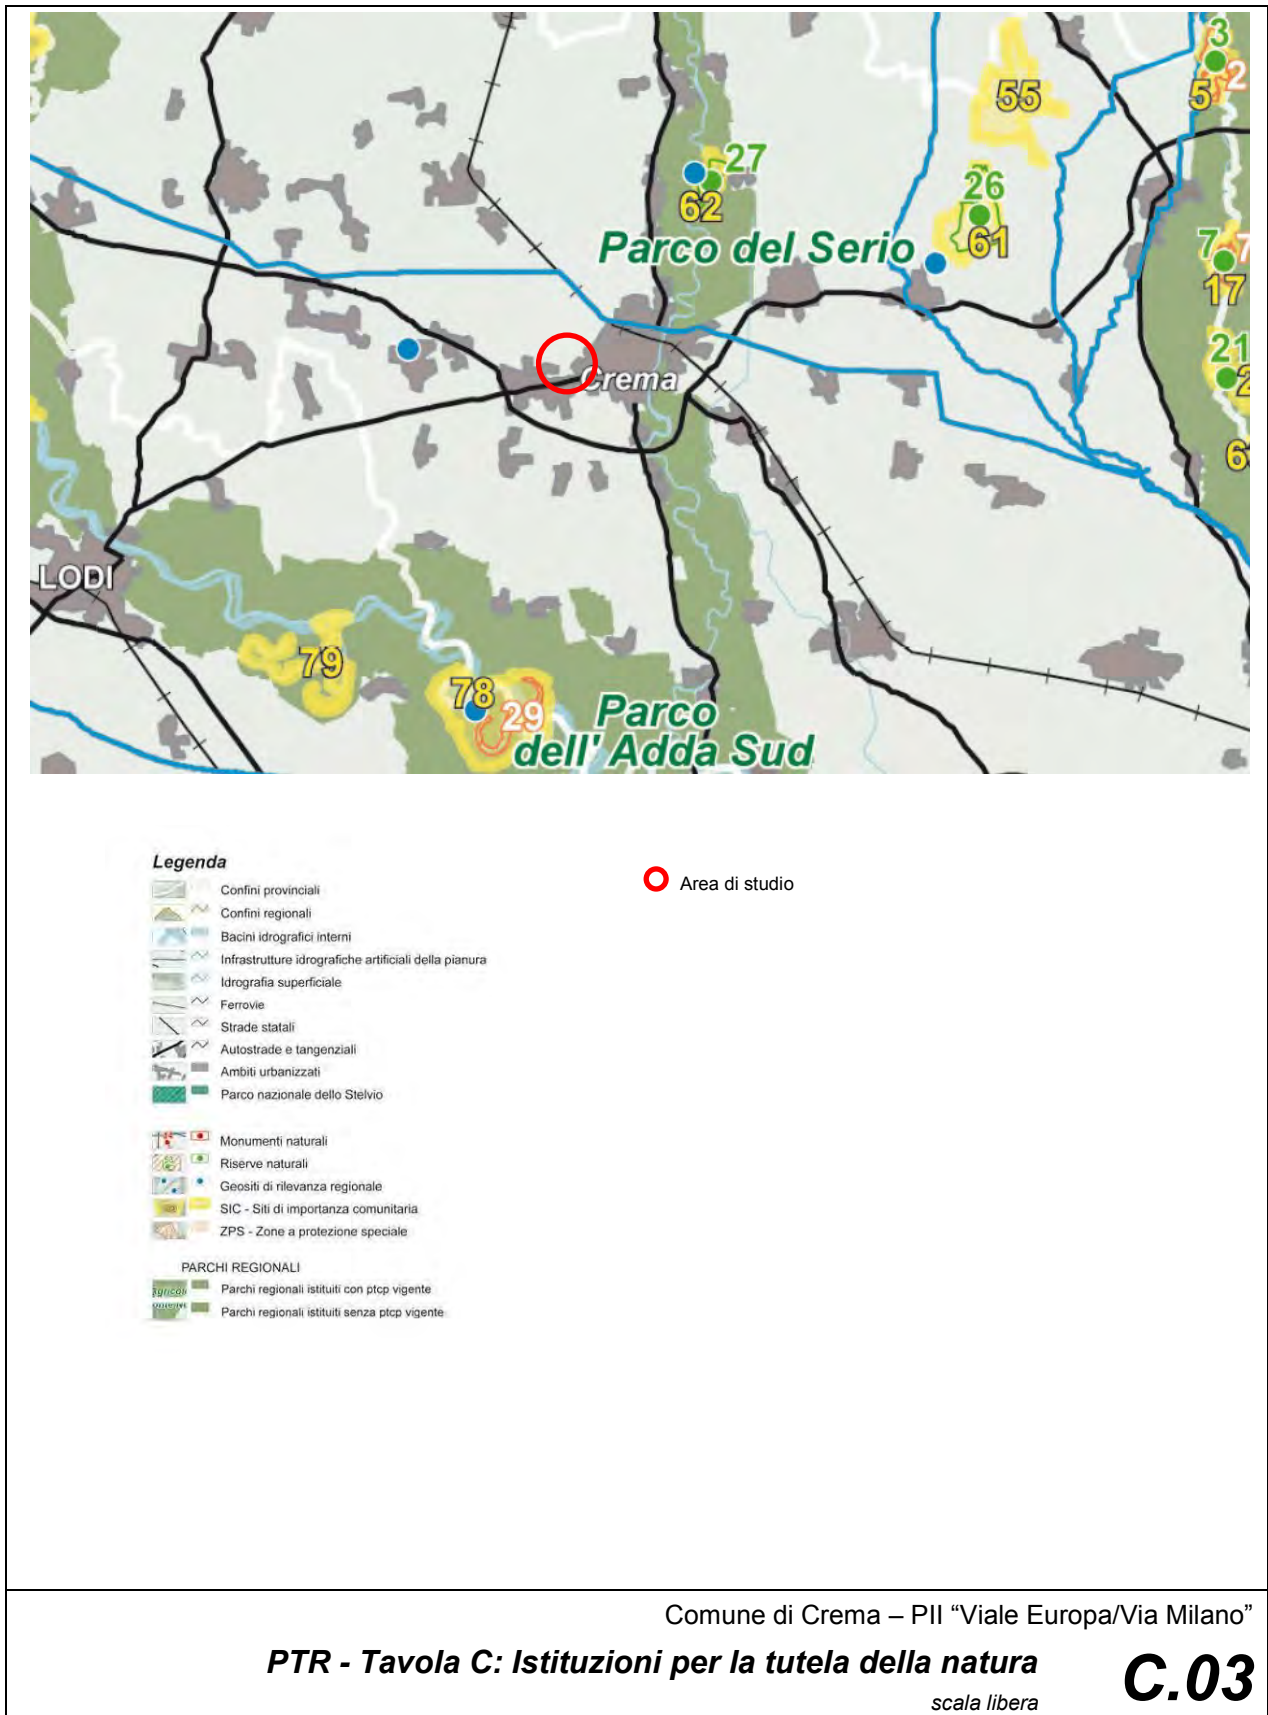 3
2
5
55
27
62
26
61
Parco del Serio
7
7
17
21
2
6
Crema
LODI
79
78
29
Parco
dell' Adda Sud
Legenda
Confini provinciali
Confini regionali
Bacini idrografici interni
Infrastrutture idrografiche artificiali della pianura
Idrografia superficiale
Ferrovie
Strade statali
Autostrade e tangenziali
Ambiti urbanizzati
Parco nazionale dello Stelvio
Monumenti naturali
Riserve naturali
Geositi di rilevanza regionale
SIC - Siti di importanza comunitaria
ZPS - Zone a protezione speciale
PARCHI REGIONALI
Parchi regionali istituiti con ptcp vigente
Parchi regionali istituiti senza ptcp vigente
Area di studio
Comune di Crema – PII “Viale Europa/Via Milano”
PTR - Tavola C: Istituzioni per la tutela della natura
scala libera
C.03